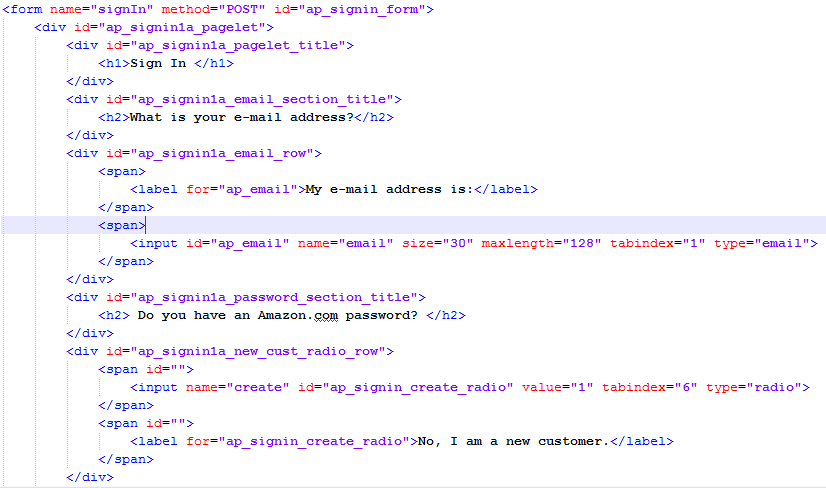 <form name="signIn" method="POST" id="ap_signin_form">
<div id="ap_signin1a_pagelet">
<div id="ap_signin1a_pagelet_title">
<h1>Sign In </h1>
</div>
<div id="ap_signin1a_email_section_title">
<h2>What is your e-mail address?</h2>
</div>
<div id="ap_signin1a_email_row">
<span>
<label for="ap_email">My e-mail address is:</label>
</span>
<span>
<input id="ap_email" name="email" size="30" maxlength="128" tabindex="1" type="email">
</span>
</div>
<div id="ap_signin1a_password_section_title">
<h2> Do you have an Amazon.com password? </h2>
</div>
<div id="ap_signin1a_new_cust_radio_row">
<span id="">
<input name="create" id="ap_signin_create_radio" value="1" tabindex="6" type="radio">
</span>
<span id="">
<label for="ap_signin_create_radio">No, I am a new customer.</label>
</span>
</div>